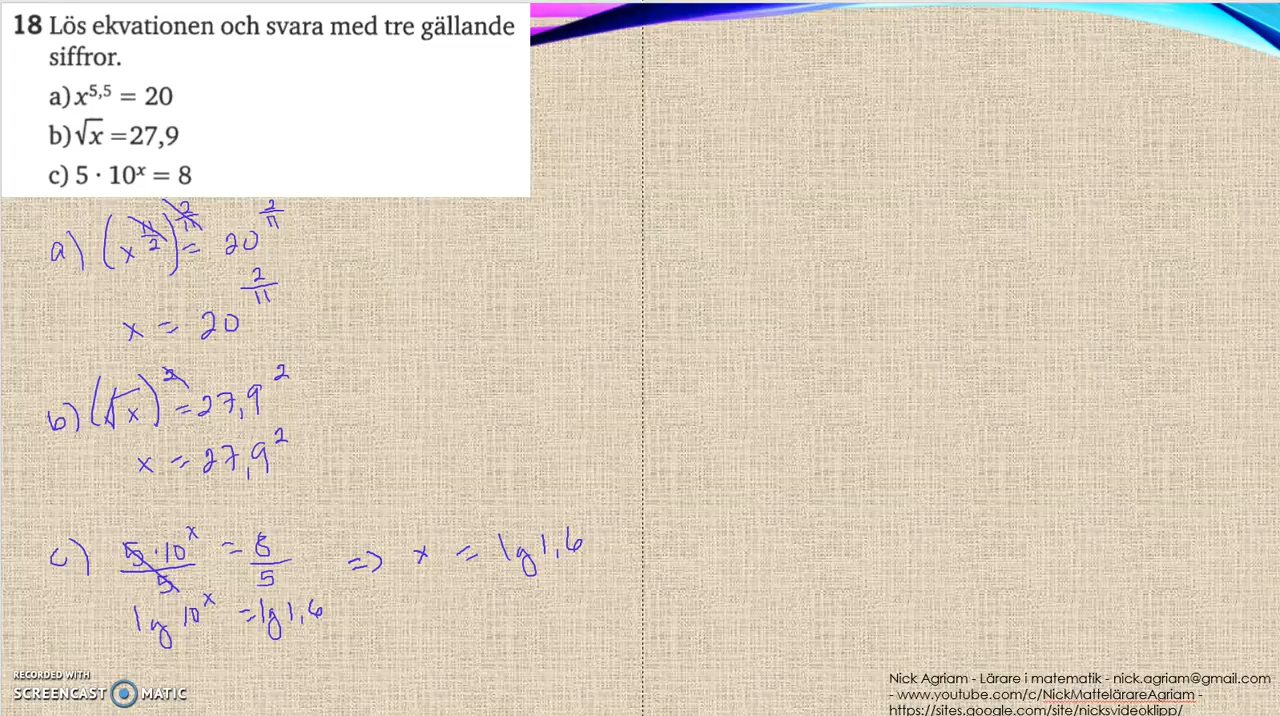 18 Lös ekvationen och svara med tre gällande
siffror.
a) x^5,5 = 20
b) √x = 27,9
c) 5 · 10^x = 8
a) (x^(11/2))^(2/11) = 20^(2/11)
x = 20^(2/11)
b) (√x)^2 = 27,9^2
x = 27,9^2
c) 5·10^x/5 = 8/5 => x = lg 1,6
lg 10^x = lg 1,6
RECORDED WITH
SCREENCAST MATIC
Nick Agriam - Lärare i matematik - nick.agriam@gmail.com
- www.youtube.com/c/NickMattelärareAgriam -
https://sites.google.com/site/nicksvideoklipp/